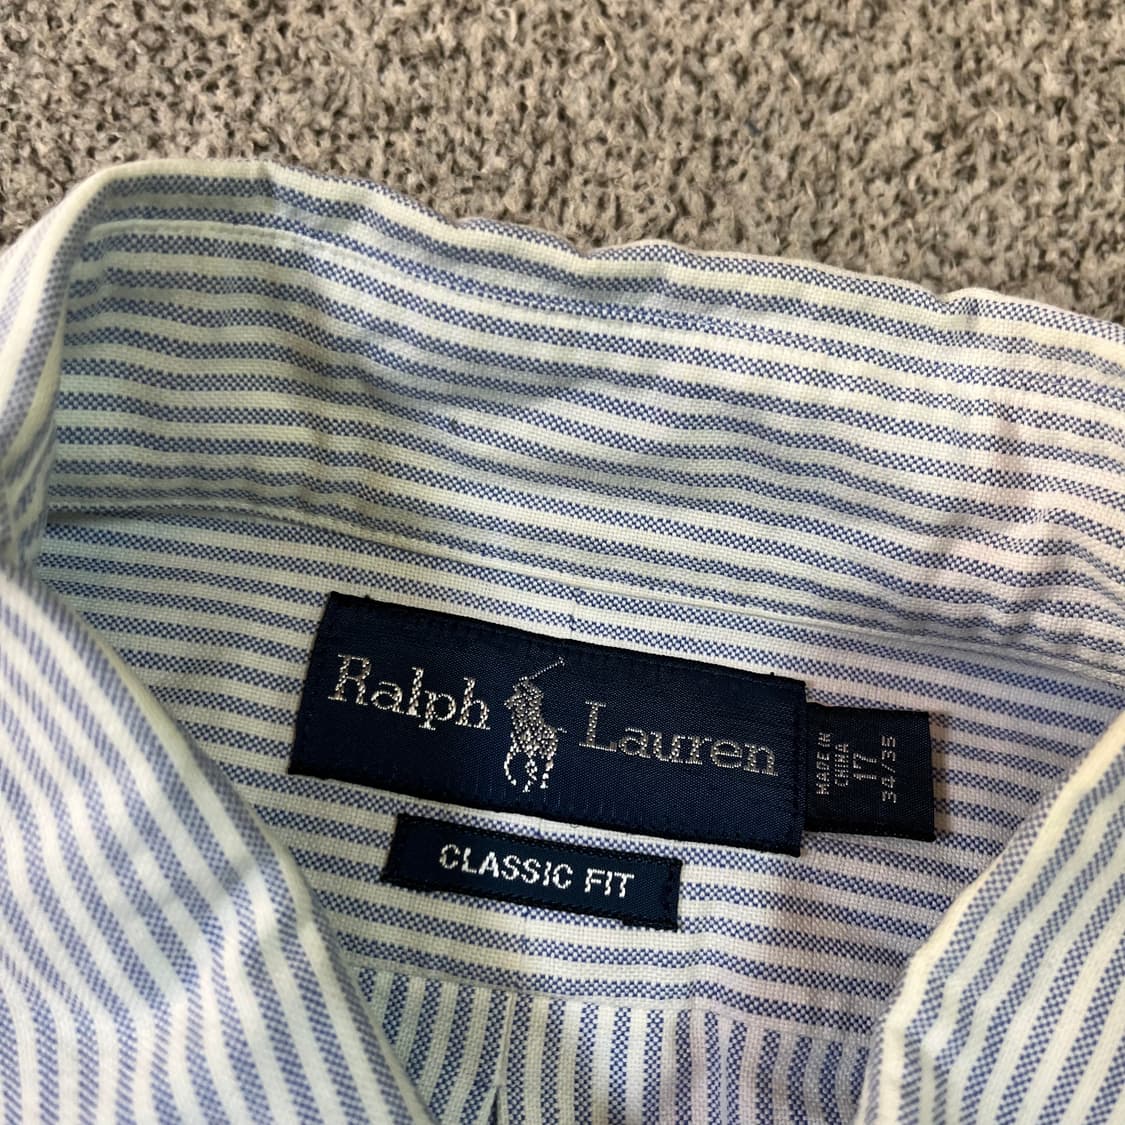 Ralph Lauren
MADE IN
CHINA
17
34/35
CLASSIC FIT